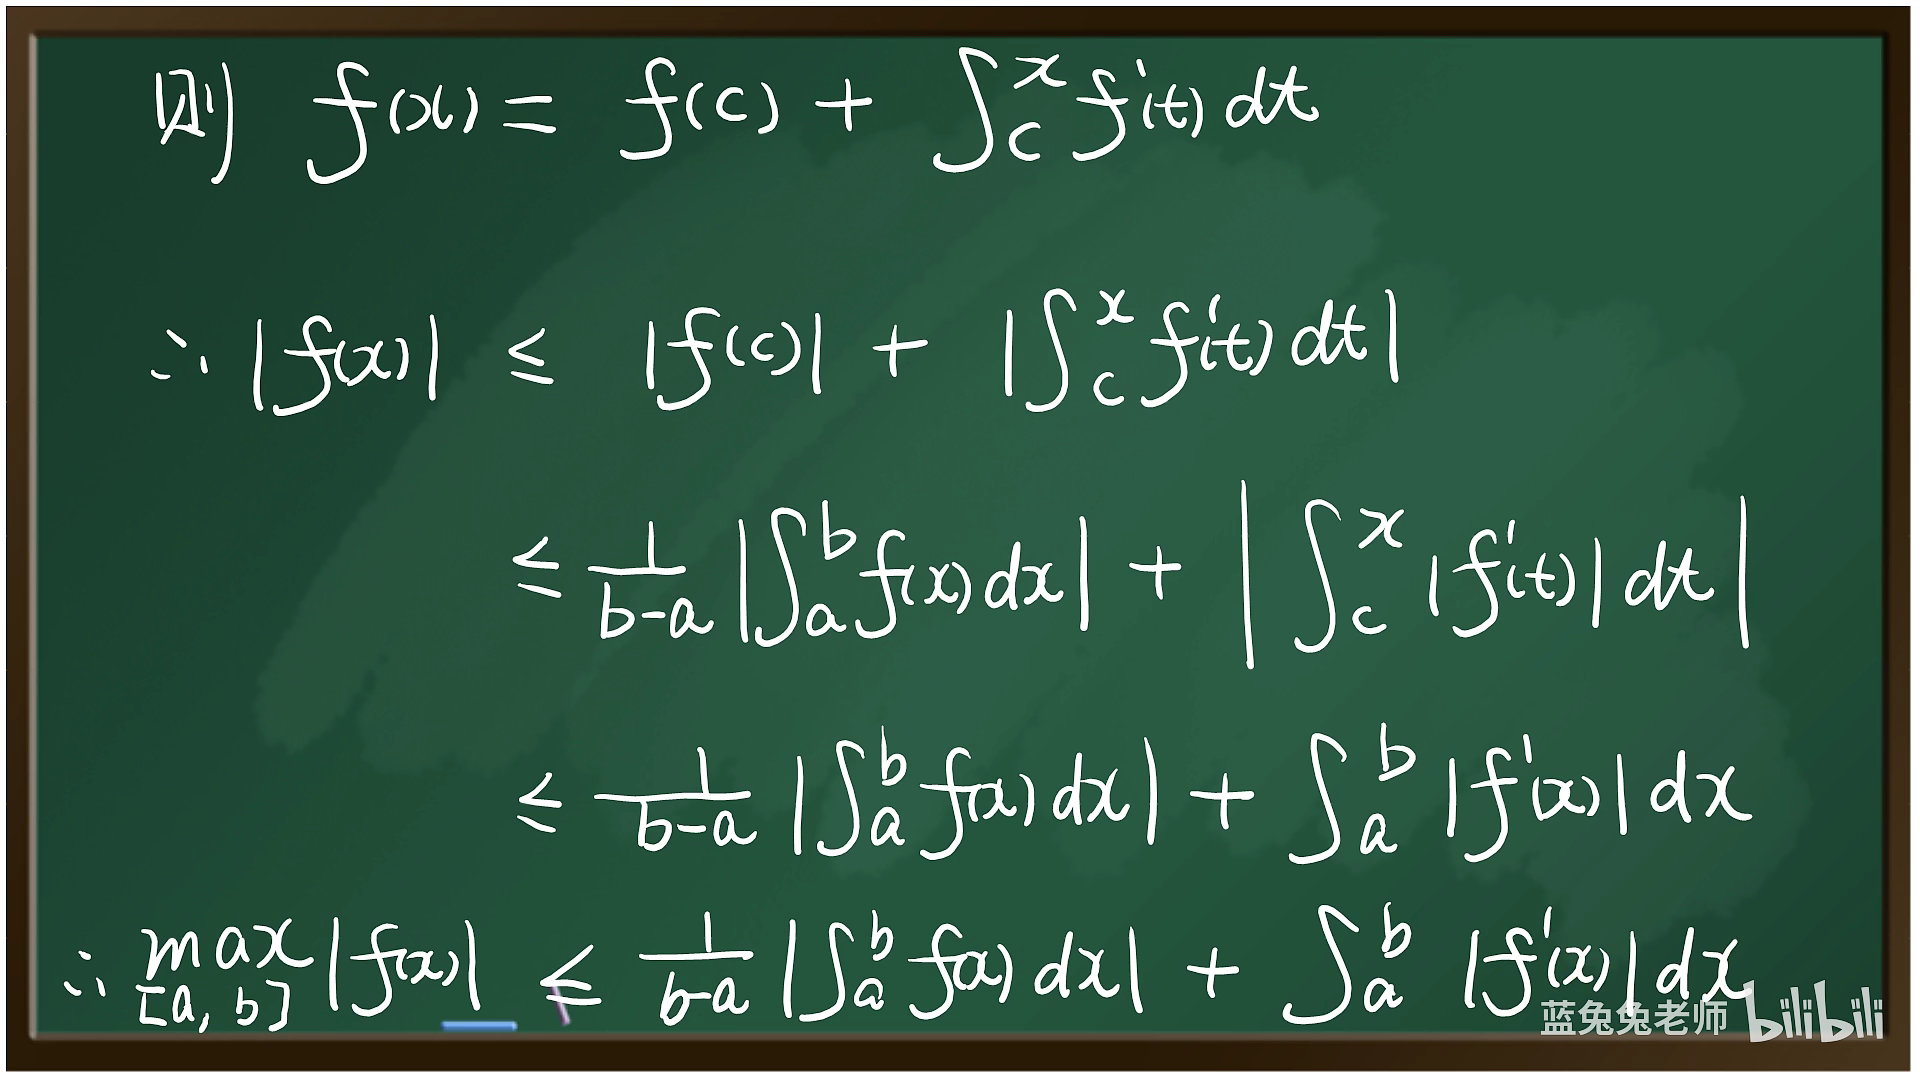 则 f(x) = f(c) + ∫_c^x f'(t) dt
∴ |f(x)| ≤ |f(c)| + |∫_c^x f'(t) dt|
≤ 1/(b-a) |∫_a^b f(x) dx| + |∫_c^x |f'(t)| dt|
≤ 1/(b-a) |∫_a^b f(x) dx| + ∫_a^b |f'(x)| dx
∴ max_[a, b] |f(x)| ≤ 1/(b-a) |∫_a^b f(x) dx| + ∫_a^b |f'(x)| dx
蓝兔兔老师 bilibili